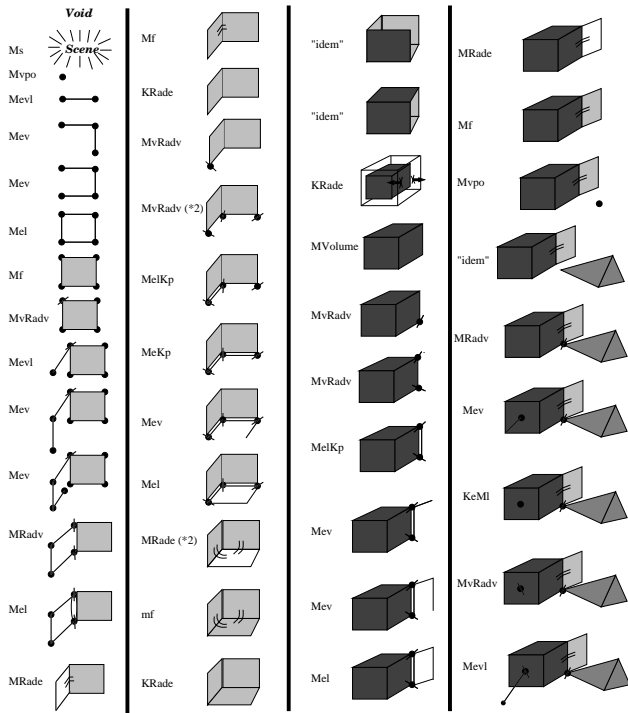 Void
Scene
Ms
Mvpo
Mevl
Mev
Mev
Mel
Mf
MvRadv
Mevl
Mev
Mev
MRadv
Mel
MRade
Mf
KRade
MvRadv
MvRadv (*2)
MelKp
MeKp
Mev
Mel
MRade (*2)
mf
KRade
"idem"
"idem"
KRade
MVolume
MvRadv
MvRadv
MelKp
Mev
Mev
Mel
MRade
Mf
Mvpo
"idem"
MRadv
Mev
KeMl
MvRadv
Mevl